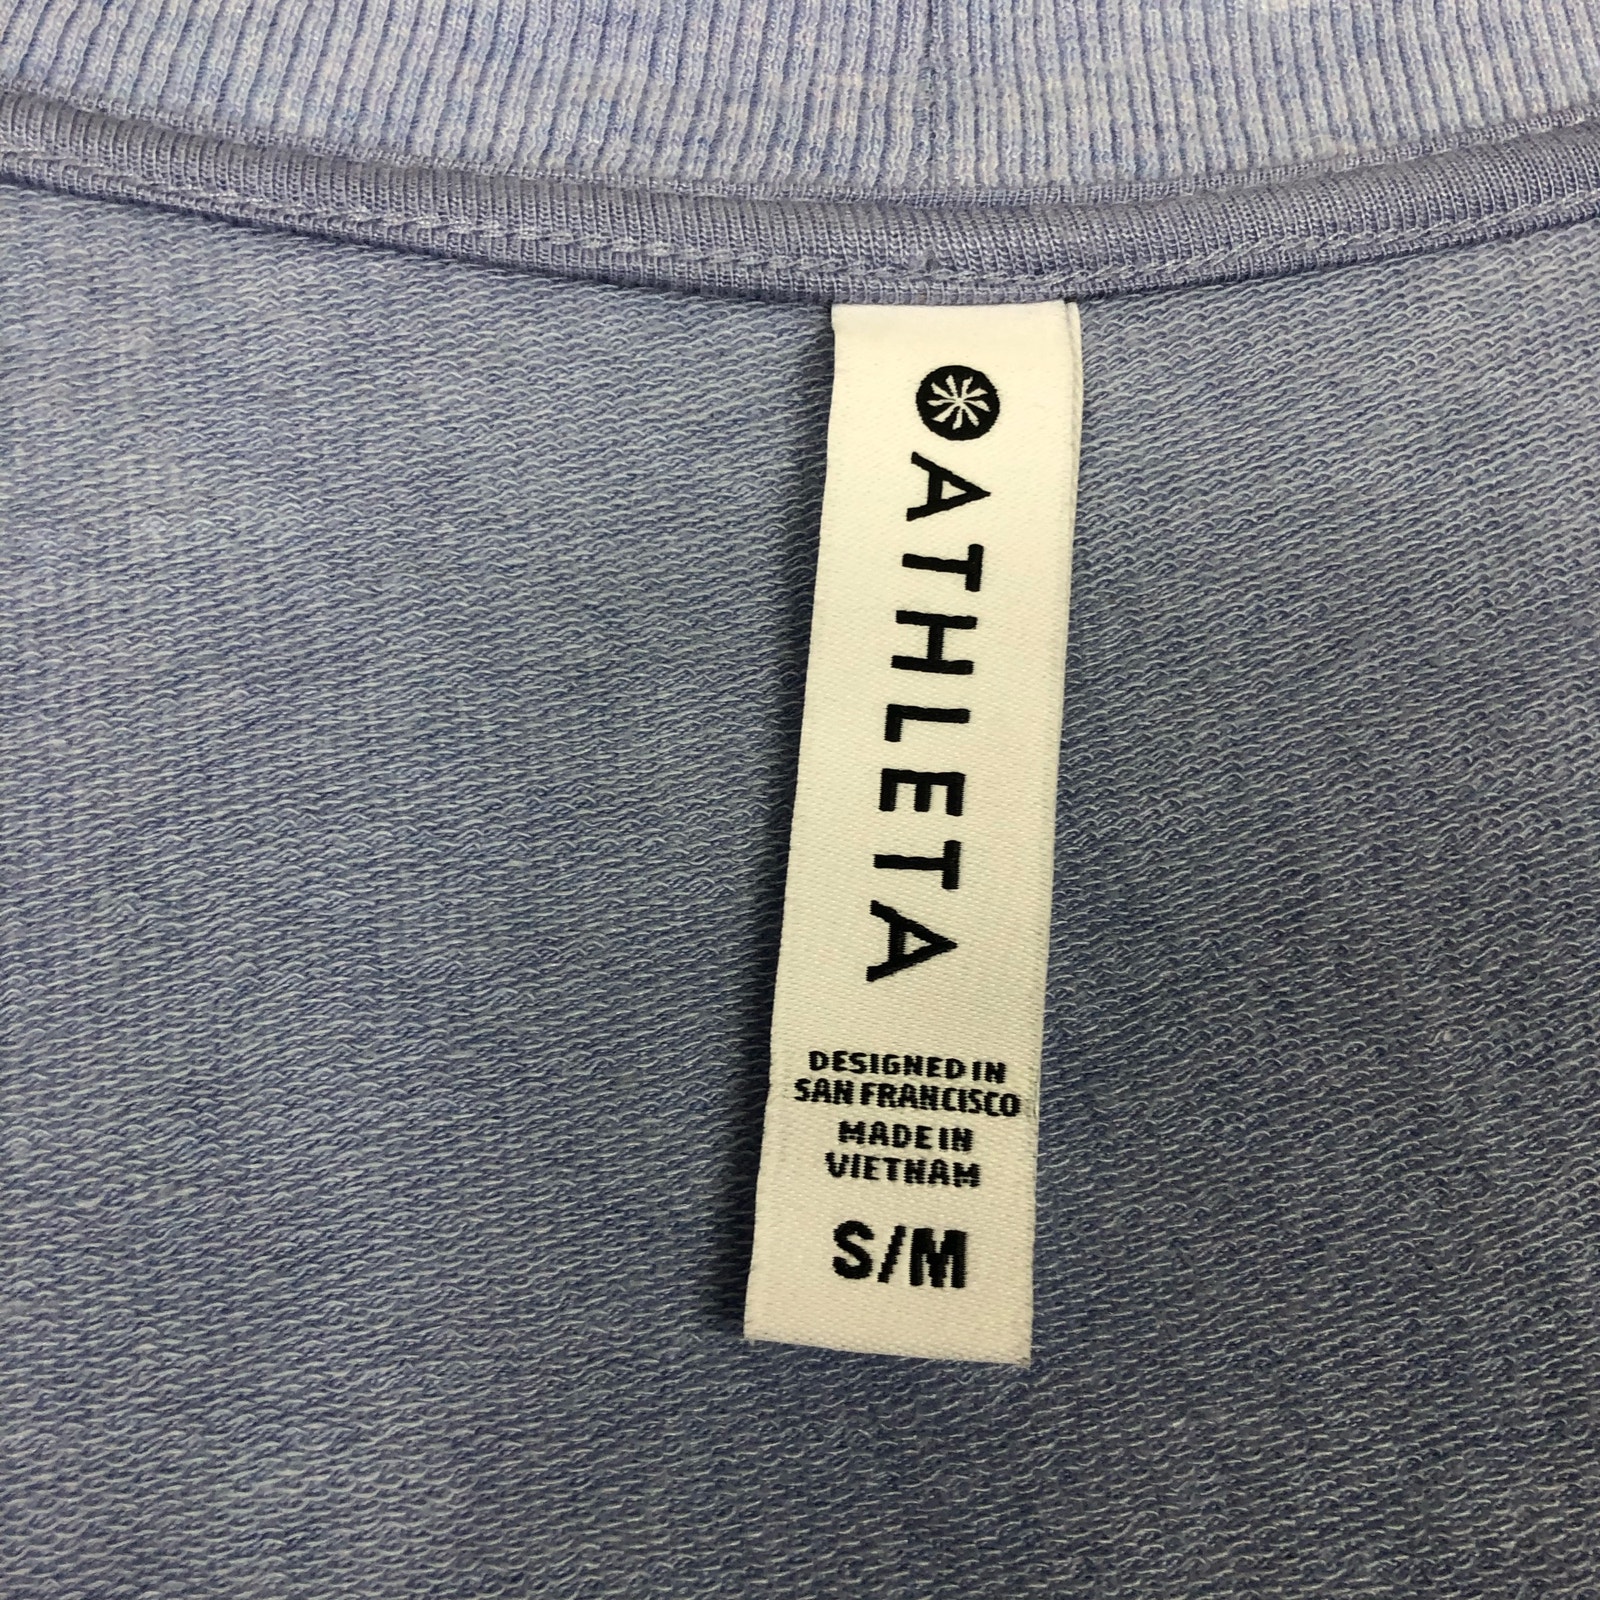 ATHLETA
DESIGNED IN
SAN FRANCISCO
MADE IN
VIETNAM
S/M